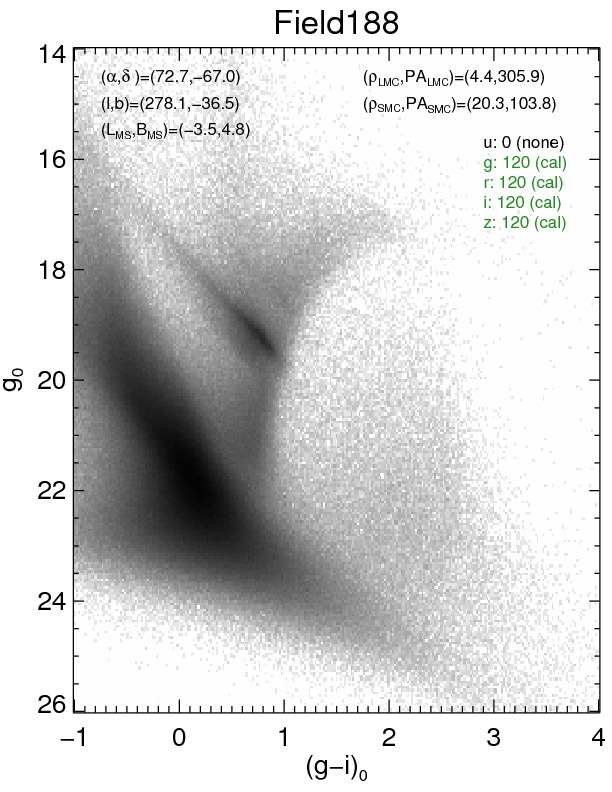 Field188
(α,δ )=(72.7,−67.0)
(ρLMC,PALMC)=(4.4,305.9)
(l,b)=(278.1,−36.5)
(ρSMC,PASMC)=(20.3,103.8)
(LMS,BMS)=(−3.5,4.8)
u: 0 (none)
g: 120 (cal)
r: 120 (cal)
i: 120 (cal)
z: 120 (cal)
14
16
18
20
22
24
26
g0
−1 0 1 2 3 4
(g−i)0